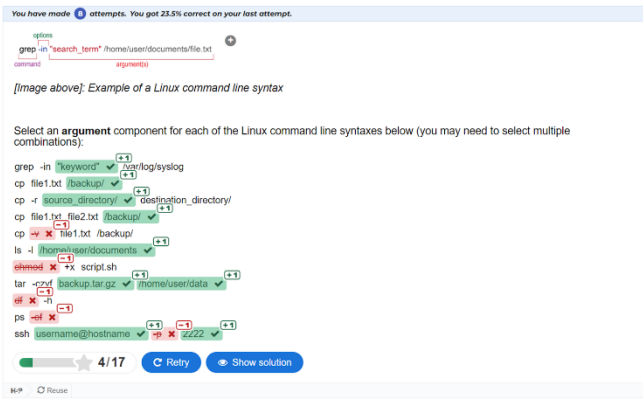 You have made 8 attempts. You got 23.5% correct on your last attempt.
options
grep -in "search_term" /home/user/documents/file.txt
command argument(s)
[Image above]: Example of a Linux command line syntax
Select an argument component for each of the Linux command line syntaxes below (you may need to select multiple
combinations):
grep -in "keyword" +1 /var/log/syslog
cp file1.txt /backup/ +1
cp -r source_directory/ +1 destination_directory/
cp file1.txt file2.txt /backup/ +1
cp -v -1 file1.txt /backup/
ls -l /home/user/documents +1
chmod -1 +x script.sh
tar -czvf backup.tar.gz +1 /home/user/data +1
df -1 -h
ps -ef -1
ssh username@hostname +1 -p -1 2222 +1
4/17 Retry Show solution
H-P Reuse